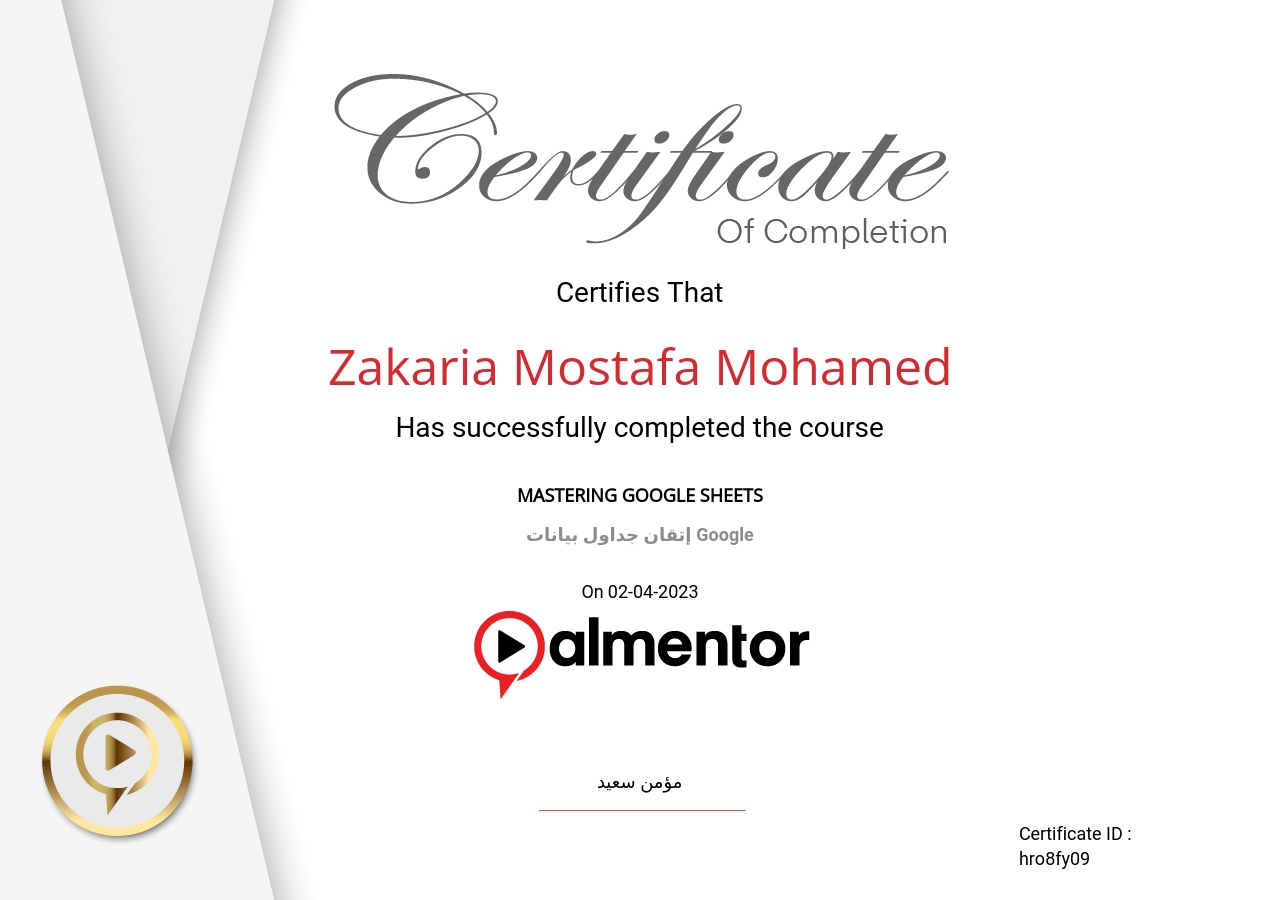 Certificate
Of Completion
Certifies That
Zakaria Mostafa Mohamed
Has successfully completed the course
MASTERING GOOGLE SHEETS
إتقان جداول بيانات Google
On 02-04-2023
almentor
مؤمن سعيد
Certificate ID :
hro8fy09